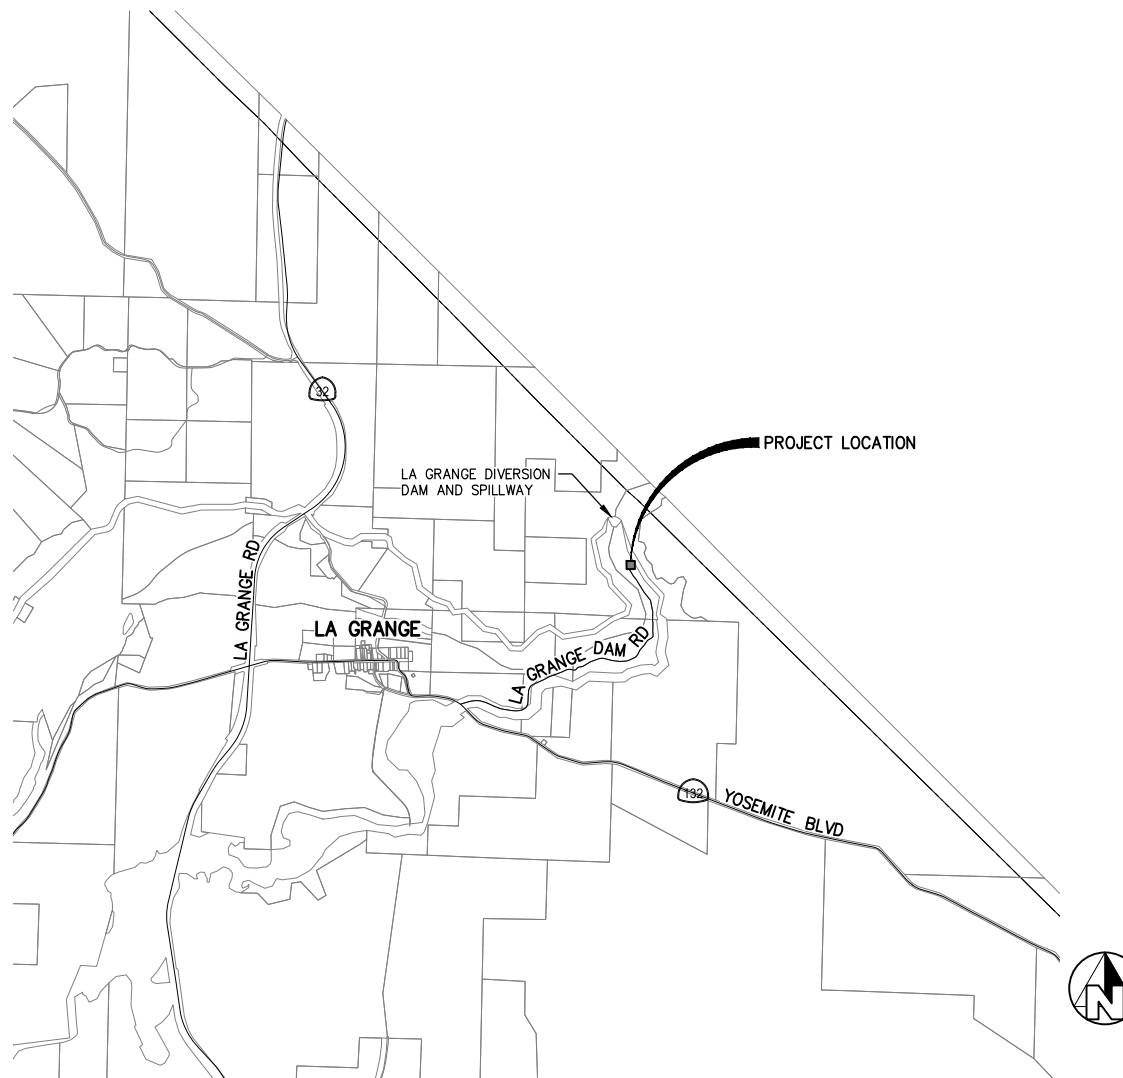 32
PROJECT LOCATION
LA GRANGE DIVERSION
DAM AND SPILLWAY
LA GRANGE RD
LA GRANGE
LA GRANGE DAM RD
132
YOSEMITE BLVD
N